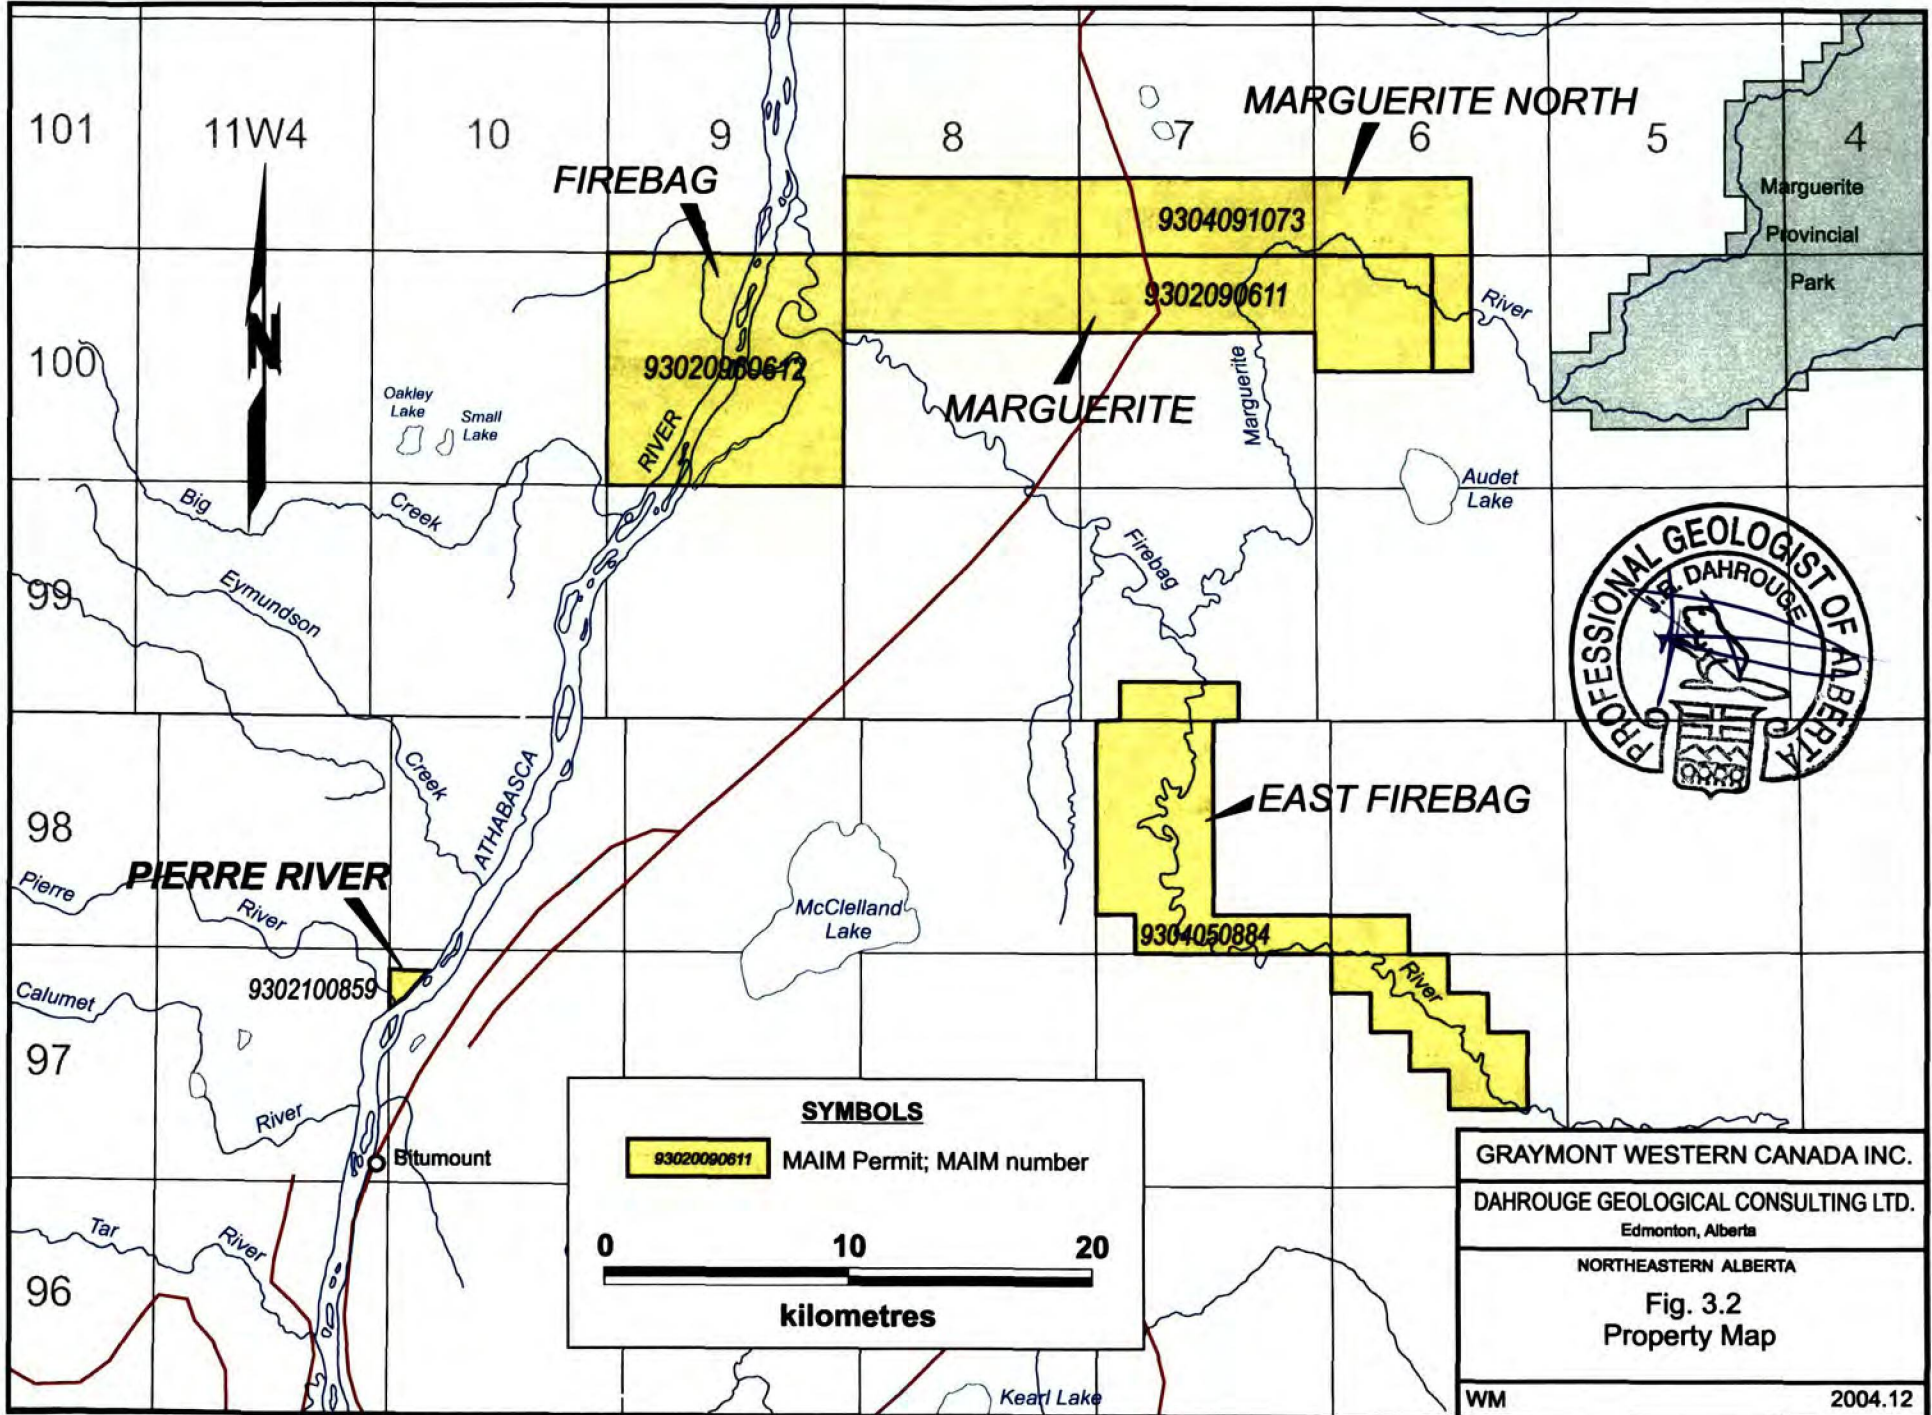 101
11W4
10
9
8
7
6
5
4
MARGUERITE NORTH
FIREBAG
Marguerite
Provincial
Park
9304091073
9302090611
River
100
93020900612
Oakley
Lake
Small
Lake
RIVER
MARGUERITE
Marguerite
Audet
Lake
Big
Creek
N
99
Eymundson
Firebag
PROFESSIONAL GEOLOGIST OF ALBERTA
J.R. DAHROUGE
Creek
ATHABASCA
98
EAST FIREBAG
Pierre
PIERRE RIVER
River
McClelland
Lake
9304050884
9302100859
River
Calumet
97
River
Bitumount
SYMBOLS
93020090611
MAIM Permit; MAIM number
0
10
20
kilometres
Tar
River
96
Kearl Lake
GRAYMONT WESTERN CANADA INC.
DAHROUGE GEOLOGICAL CONSULTING LTD.
Edmonton, Alberta
NORTHEASTERN ALBERTA
Fig. 3.2
Property Map
WM
2004.12